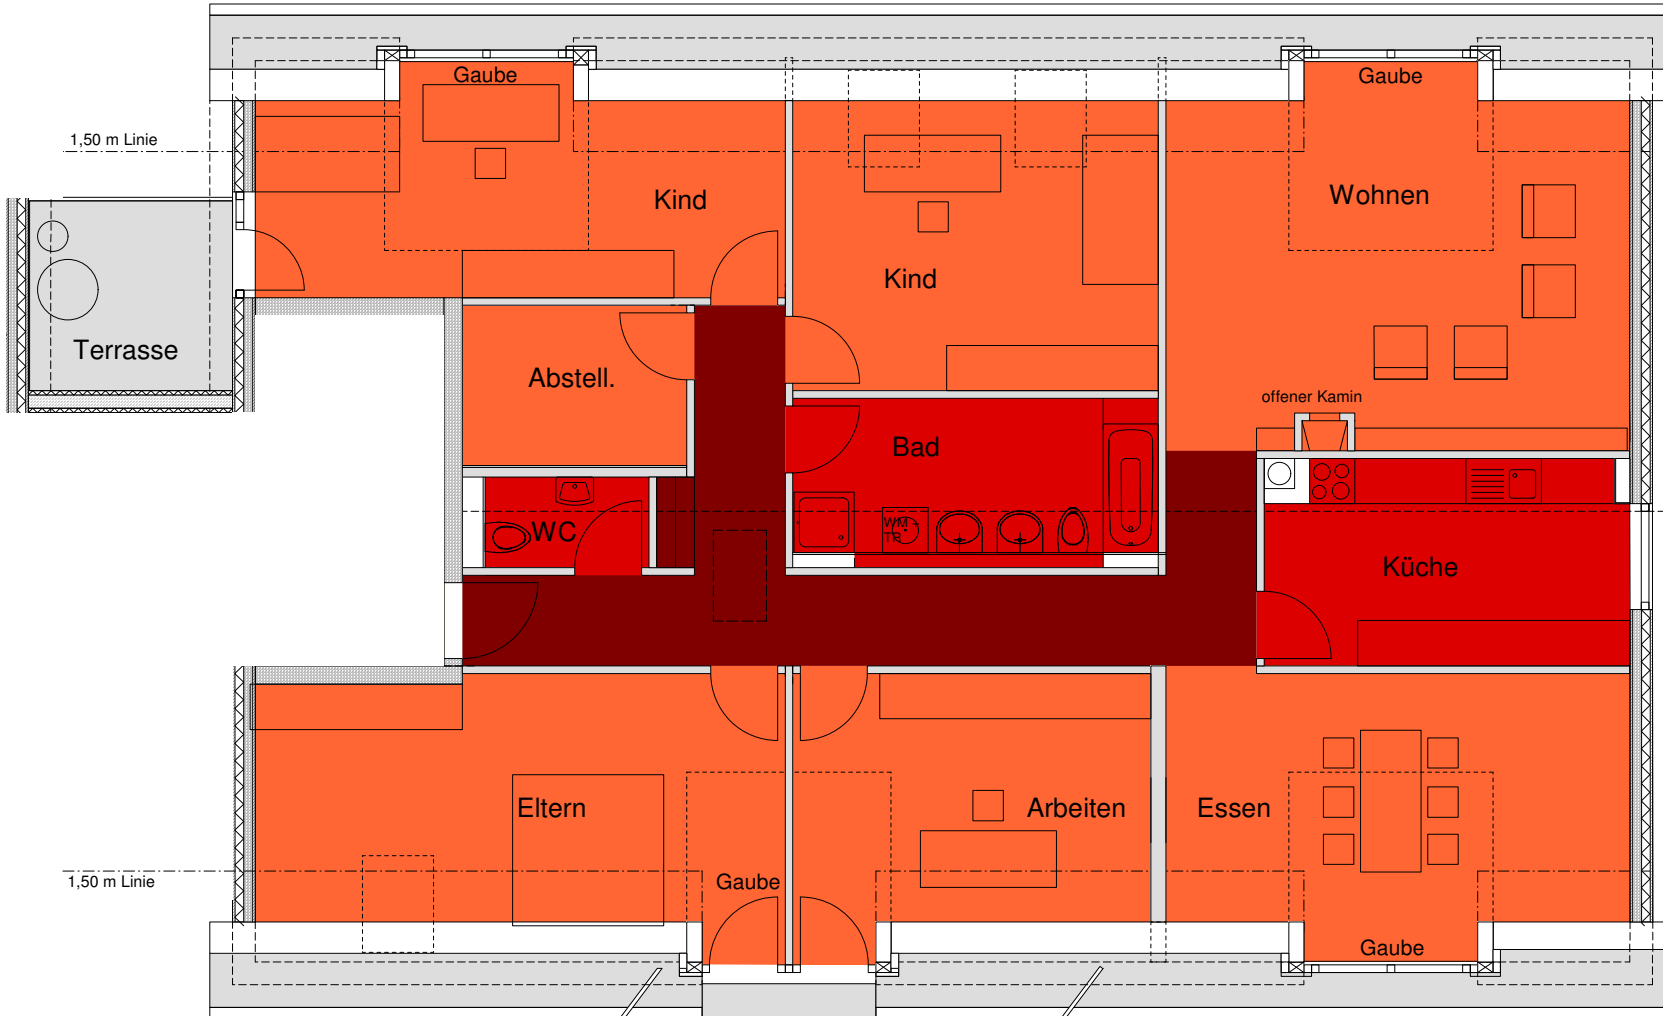 Gaube
Gaube
1,50 m Linie
Kind
Wohnen
Kind
Terrasse
Abstell.
offener Kamin
Bad
WC
WM +
TR
Küche
Eltern
Arbeiten
Essen
1,50 m Linie
Gaube
Gaube